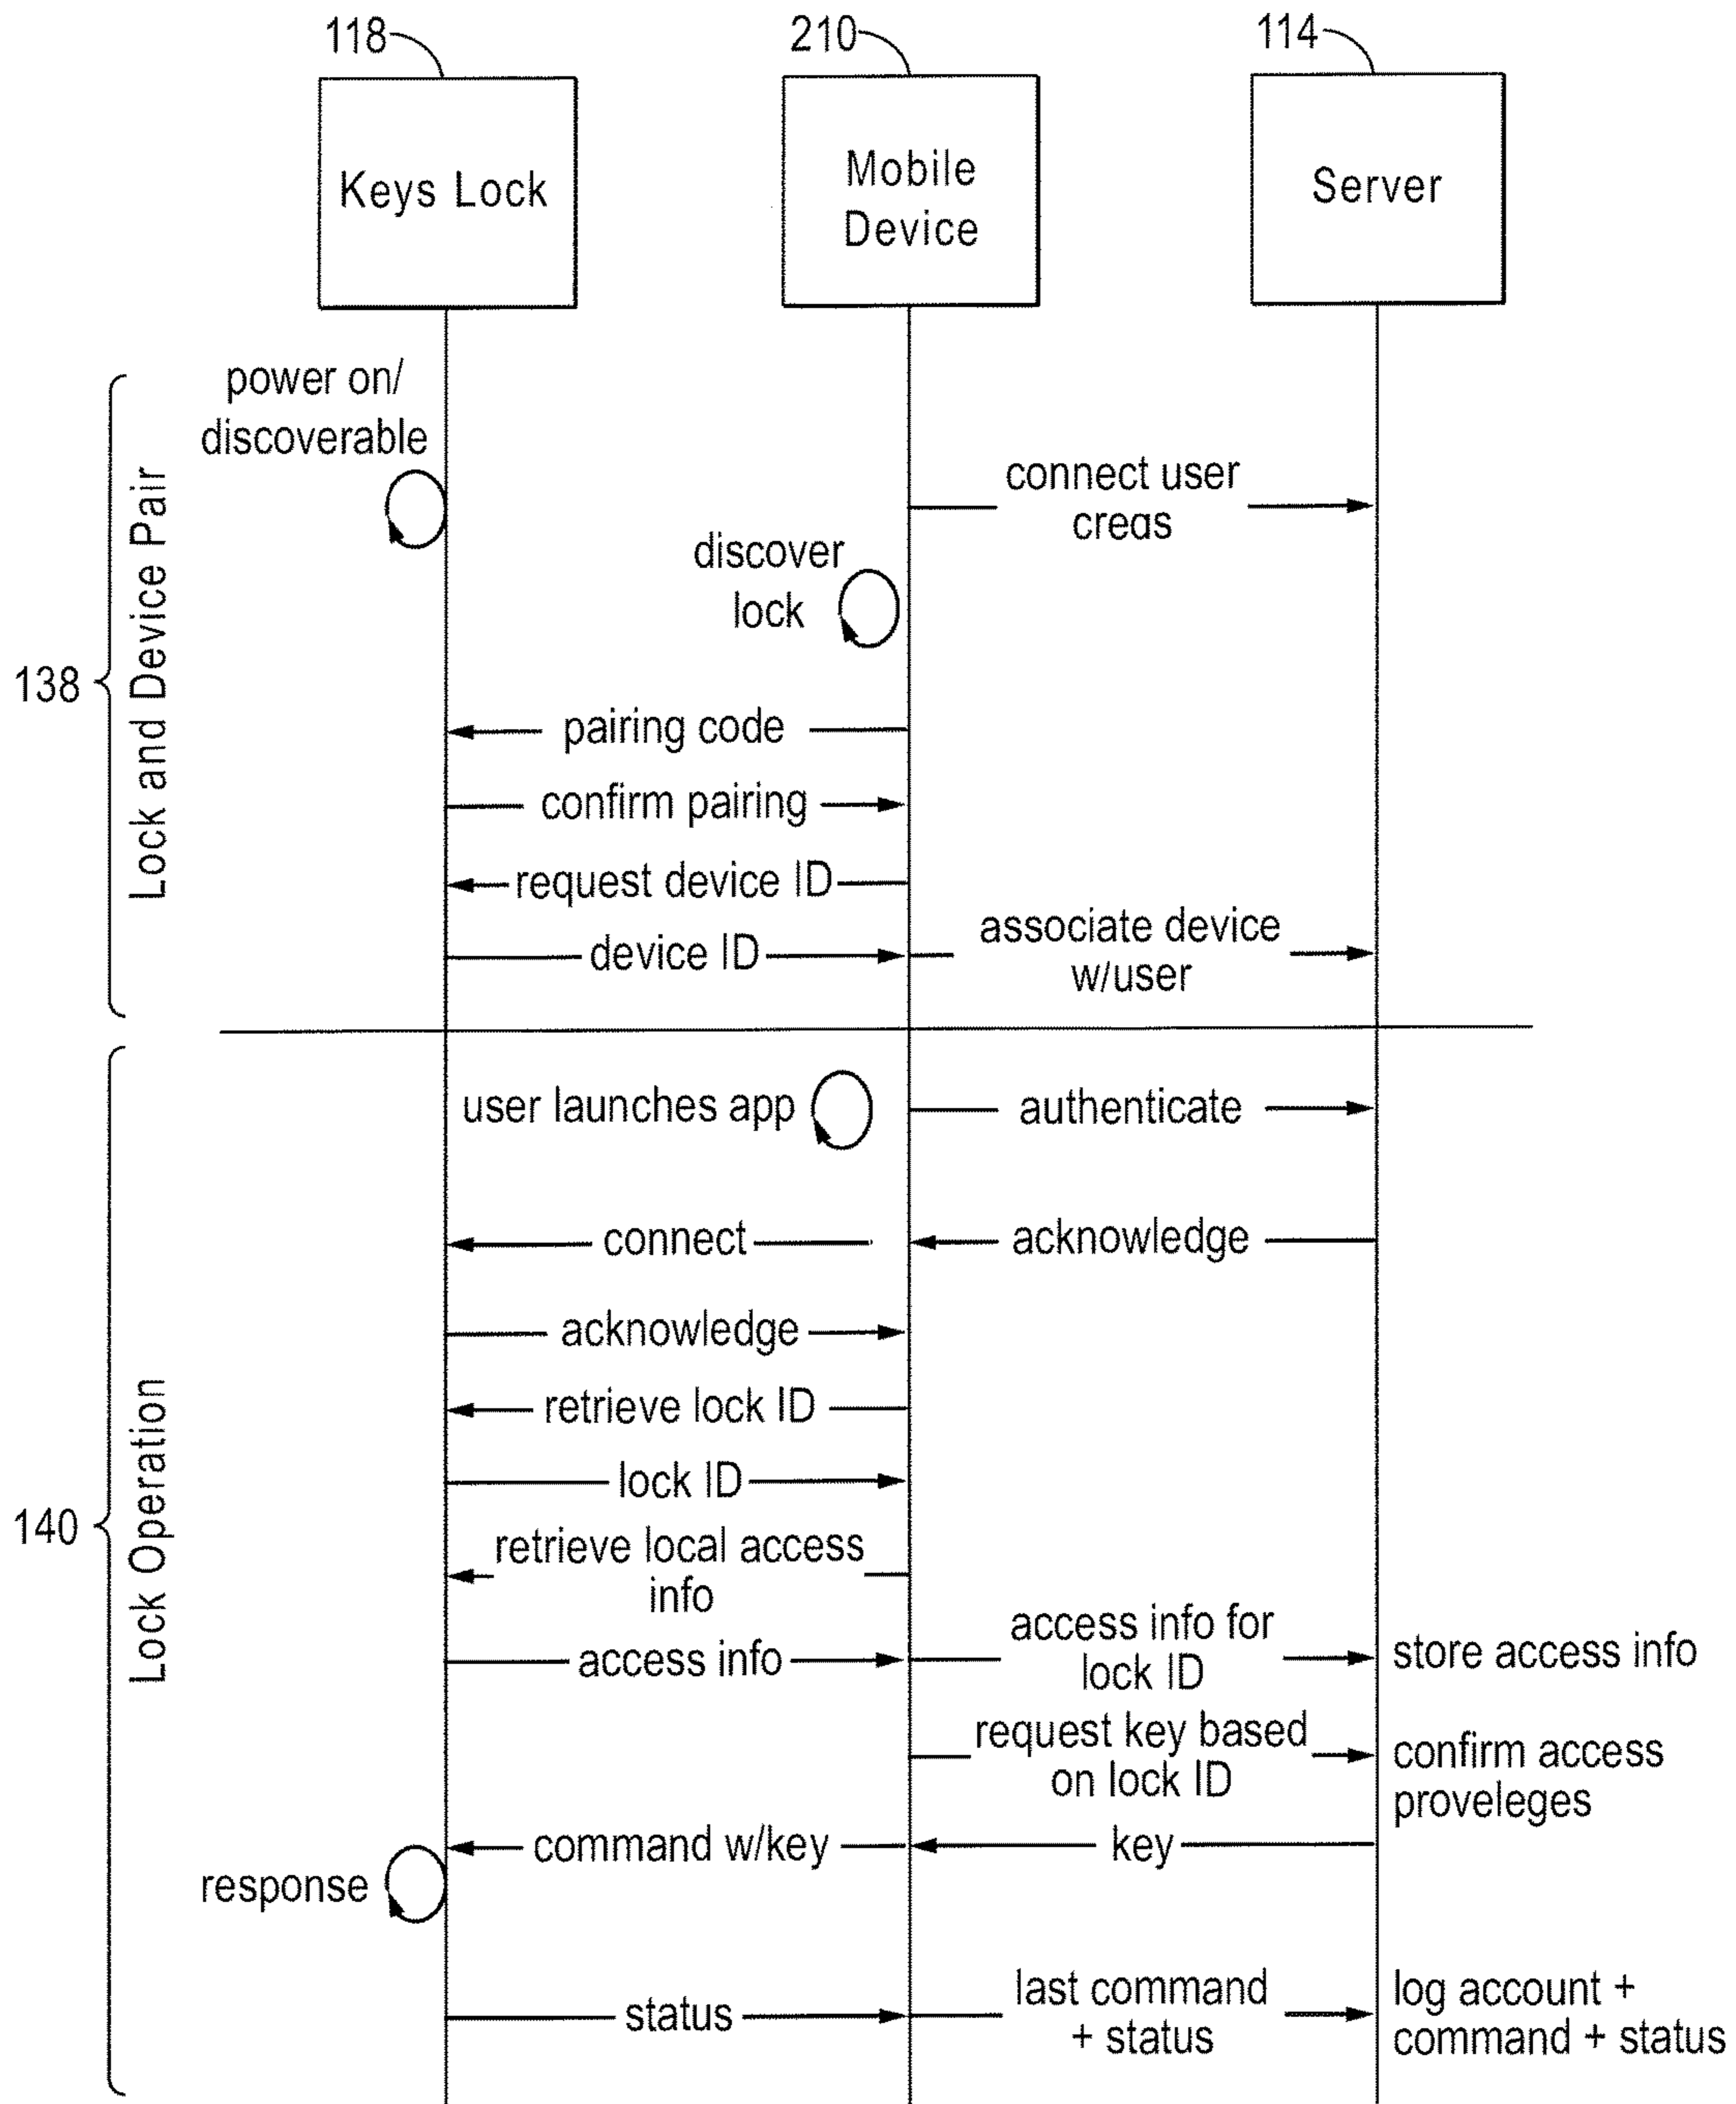 118
210
114
Keys Lock
Mobile
Device
Server
power on/
discoverable
connect user
creds
discover
lock
138
Lock and Device Pair
pairing code
confirm pairing
request device ID
device ID
associate device
w/user
user launches app
authenticate
connect
acknowledge
acknowledge
retrieve lock ID
lock ID
140
Lock Operation
retrieve local access
info
access info
access info for
lock ID
store access info
request key based
on lock ID
confirm access
proveleges
command w/key
key
response
status
last command
+ status
log account +
command + status